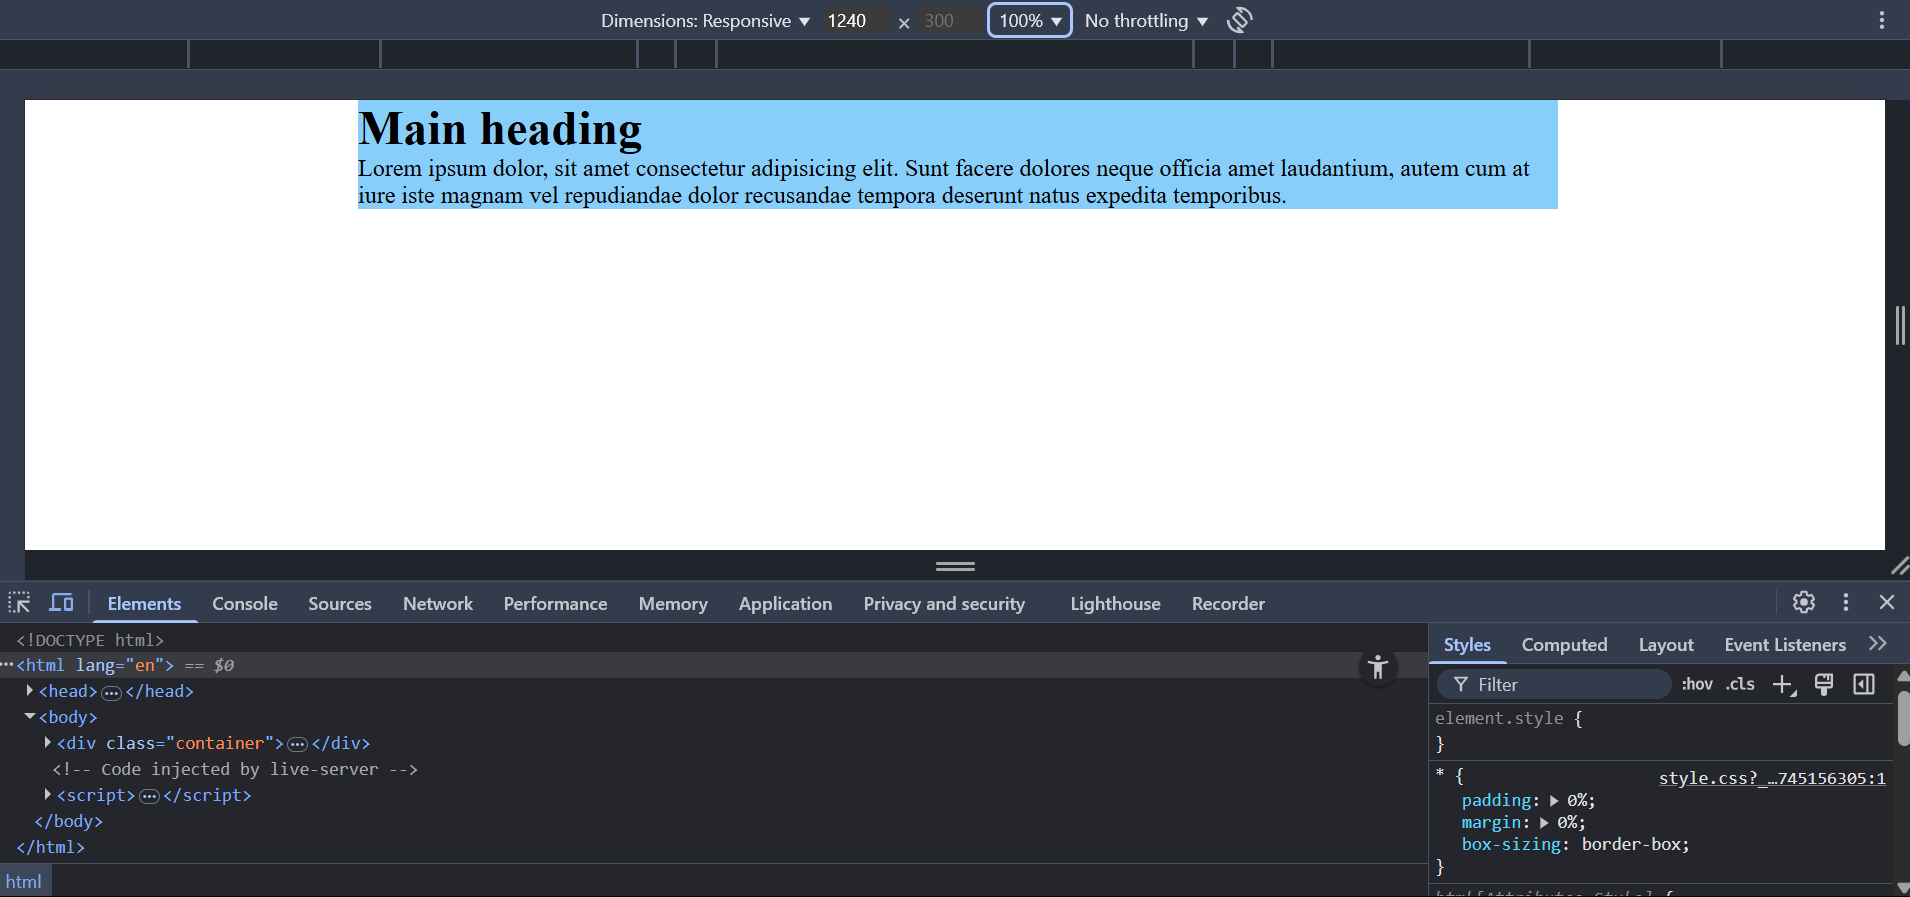 Dimensions: Responsive 1240 × 300 100% No throttling
Main heading
Lorem ipsum dolor, sit amet consectetur adipisicing elit. Sunt facere dolores neque officia amet laudantium, autem cum at
iure iste magnam vel repudiandae dolor recusandae tempora deserunt natus expedita temporibus.
Elements Console Sources Network Performance Memory Application Privacy and security Lighthouse Recorder
<!DOCTYPE html>
<html lang="en"> == $0
<head></head>
<body>
<div class="container"></div>
<!-- Code injected by live-server -->
<script></script>
</body>
</html>
html
Styles Computed Layout Event Listeners
Filter :hov .cls
element.style {
}
* { style.css?_…745156305:1
padding: 0%;
margin: 0%;
box-sizing: border-box;
}
html[Attributes Style] {